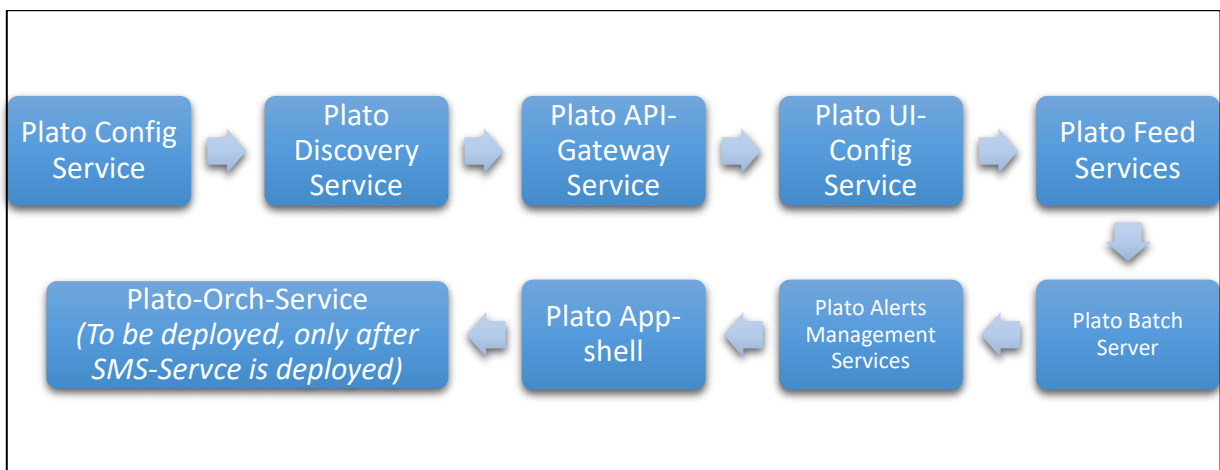 Plato Config
Service
Plato
Discovery
Service
Plato API-
Gateway
Service
Plato UI-
Config
Service
Plato Feed
Services
Plato Batch
Server
Plato Alerts
Management
Services
Plato App-
shell
Plato-Orch-Service
(To be deployed, only after
SMS-Servce is deployed)